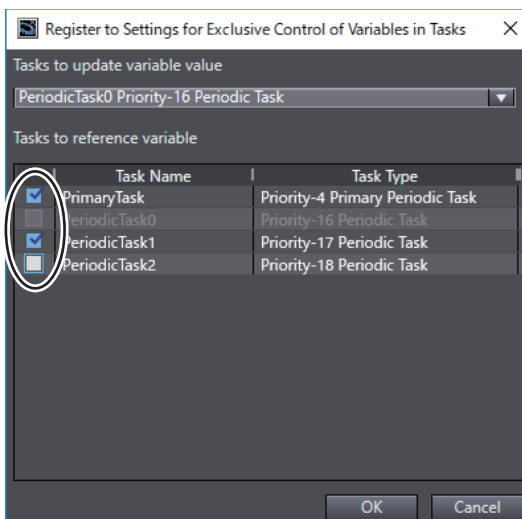 Register to Settings for Exclusive Control of Variables in Tasks
Tasks to update variable value
PeriodicTask0 Priority-16 Periodic Task
Tasks to reference variable
Task Name Task Type
PrimaryTask Priority-4 Primary Periodic Task
PeriodicTask0 Priority-16 Periodic Task
PeriodicTask1 Priority-17 Periodic Task
PeriodicTask2 Priority-18 Periodic Task
OK Cancel